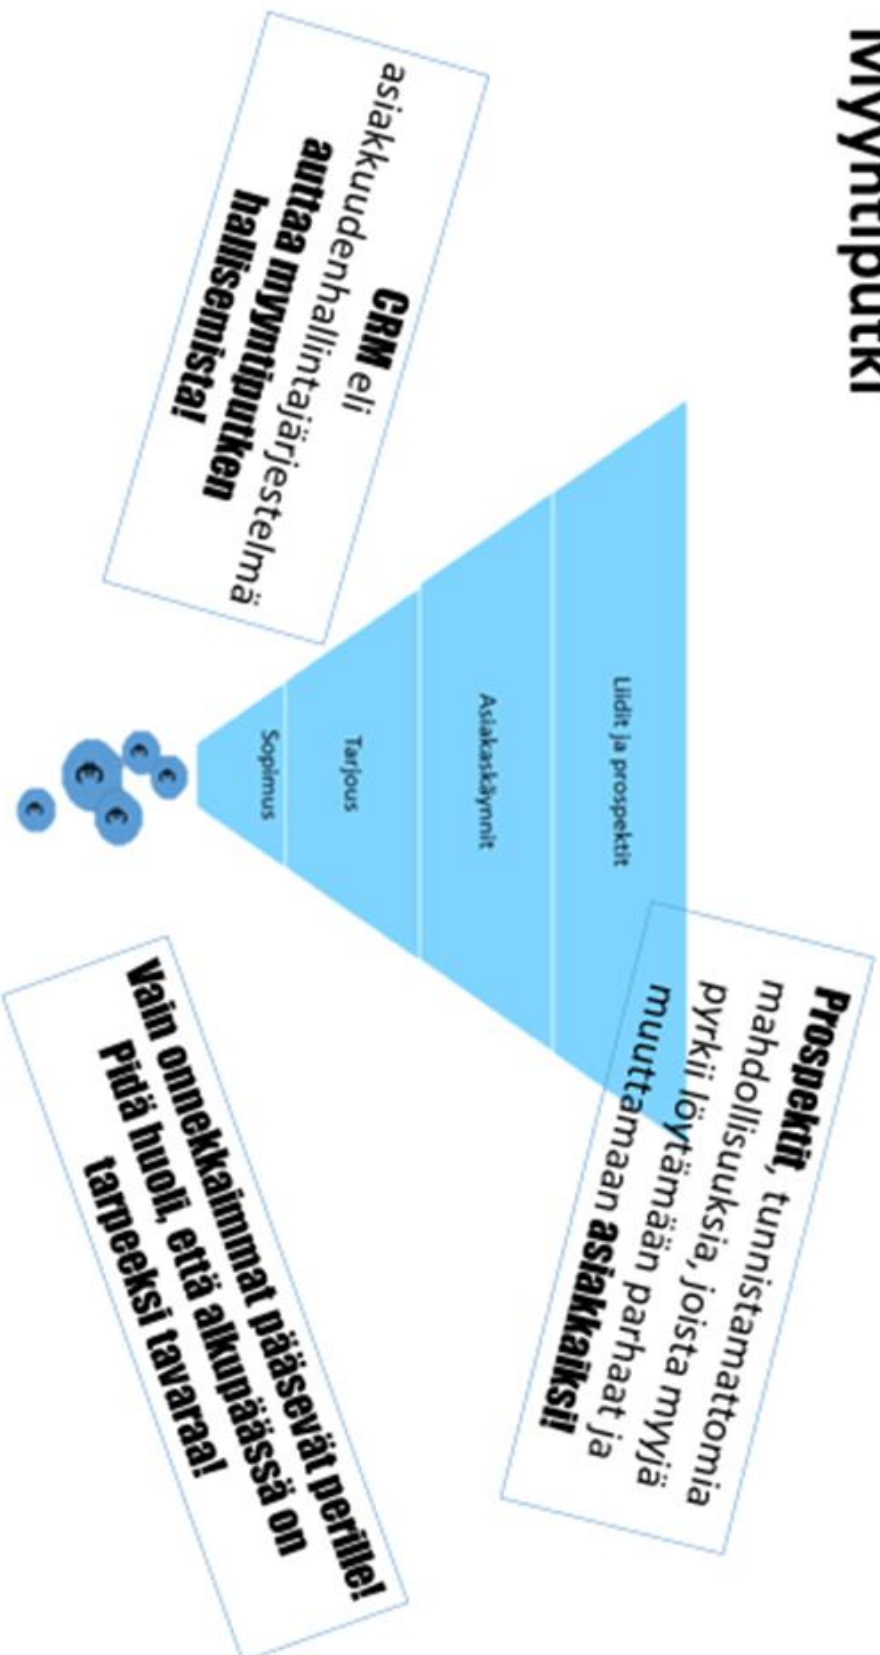 Myyntiputki
CRM eli
asiakkuudenhallintajärjestelmä
auttaa myyntiputken
hallisemista!
Liidit ja prospektit
Asiakaskäynnit
Tarjous
Sopimus
€
€
€
€
€
Prospektit, tunnistamattomia
mahdollisuuksia, joista myyjä
pyrkii löytämään parhaat ja
muuttamaan asiakkaiksi!
Vain onnekkaimmat pääsevät perille!
Pidä huoli, että alkupäässä on
tarpeeksi tavaraa!